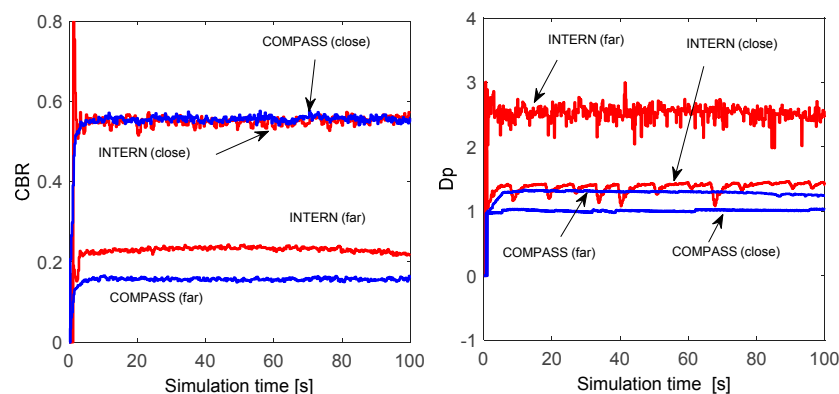 0.8
0.6
0.4
0.2
0
CBR
COMPASS (close)
INTERN (close)
INTERN (far)
COMPASS (far)
0 20 40 60 80 100
Simulation time [s]
4
3
2
1
0
-1
Dp
INTERN (far)
INTERN (close)
COMPASS (far)
COMPASS (close)
0 20 40 60 80 100
Simulation time [s]